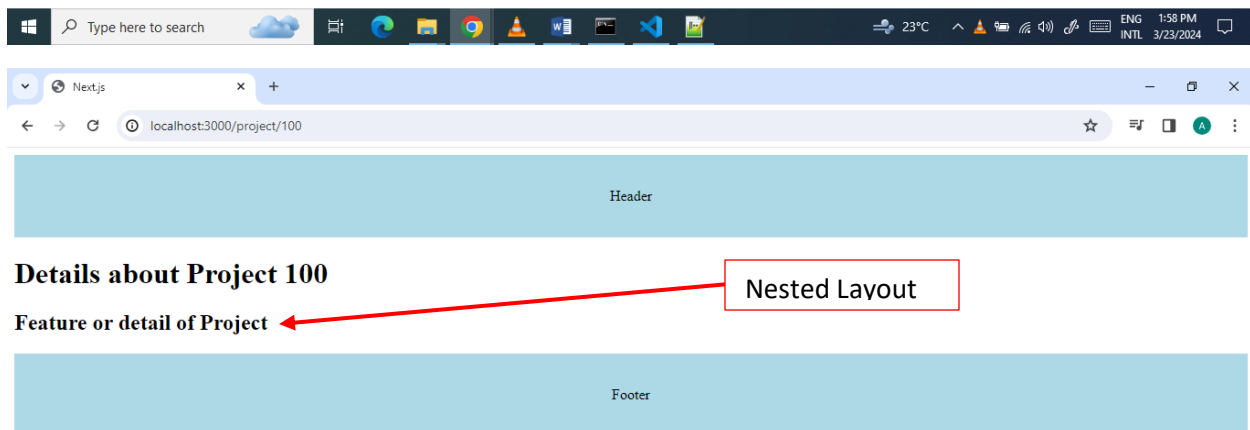 Type here to search
23°C
ENG
1:58 PM
INTL
3/23/2024
Next.js
localhost:3000/project/100
A
Header
Details about Project 100
Nested Layout
Feature or detail of Project
Footer